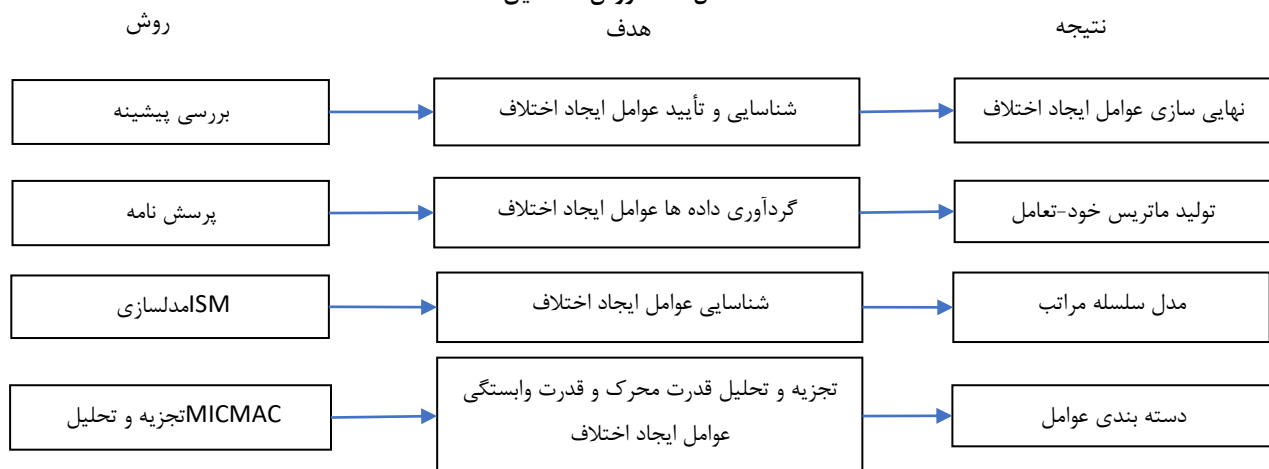 روش
هدف
نتیجه
بررسی پیشینه
شناسایی و تأیید عوامل ایجاد اختلاف
نهایی سازی عوامل ایجاد اختلاف
پرسش نامه
گردآوری داده ها عوامل ایجاد اختلاف
تولید ماتریس خود-تعامل
ISMمدلسازی
شناسایی عوامل ایجاد اختلاف
مدل سلسله مراتب
MICMACتجزیه و تحلیل
تجزیه و تحلیل قدرت محرک و قدرت وابستگی
عوامل ایجاد اختلاف
دسته بندی عوامل